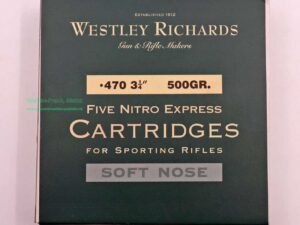 ESTABLISHED 1812
WESTLEY RICHARDS
Gun & Rifle Makers
·470 3¼" 500GR.
FIVE NITRO EXPRESS
CARTRIDGES
FOR SPORTING RIFLES
SOFT NOSE